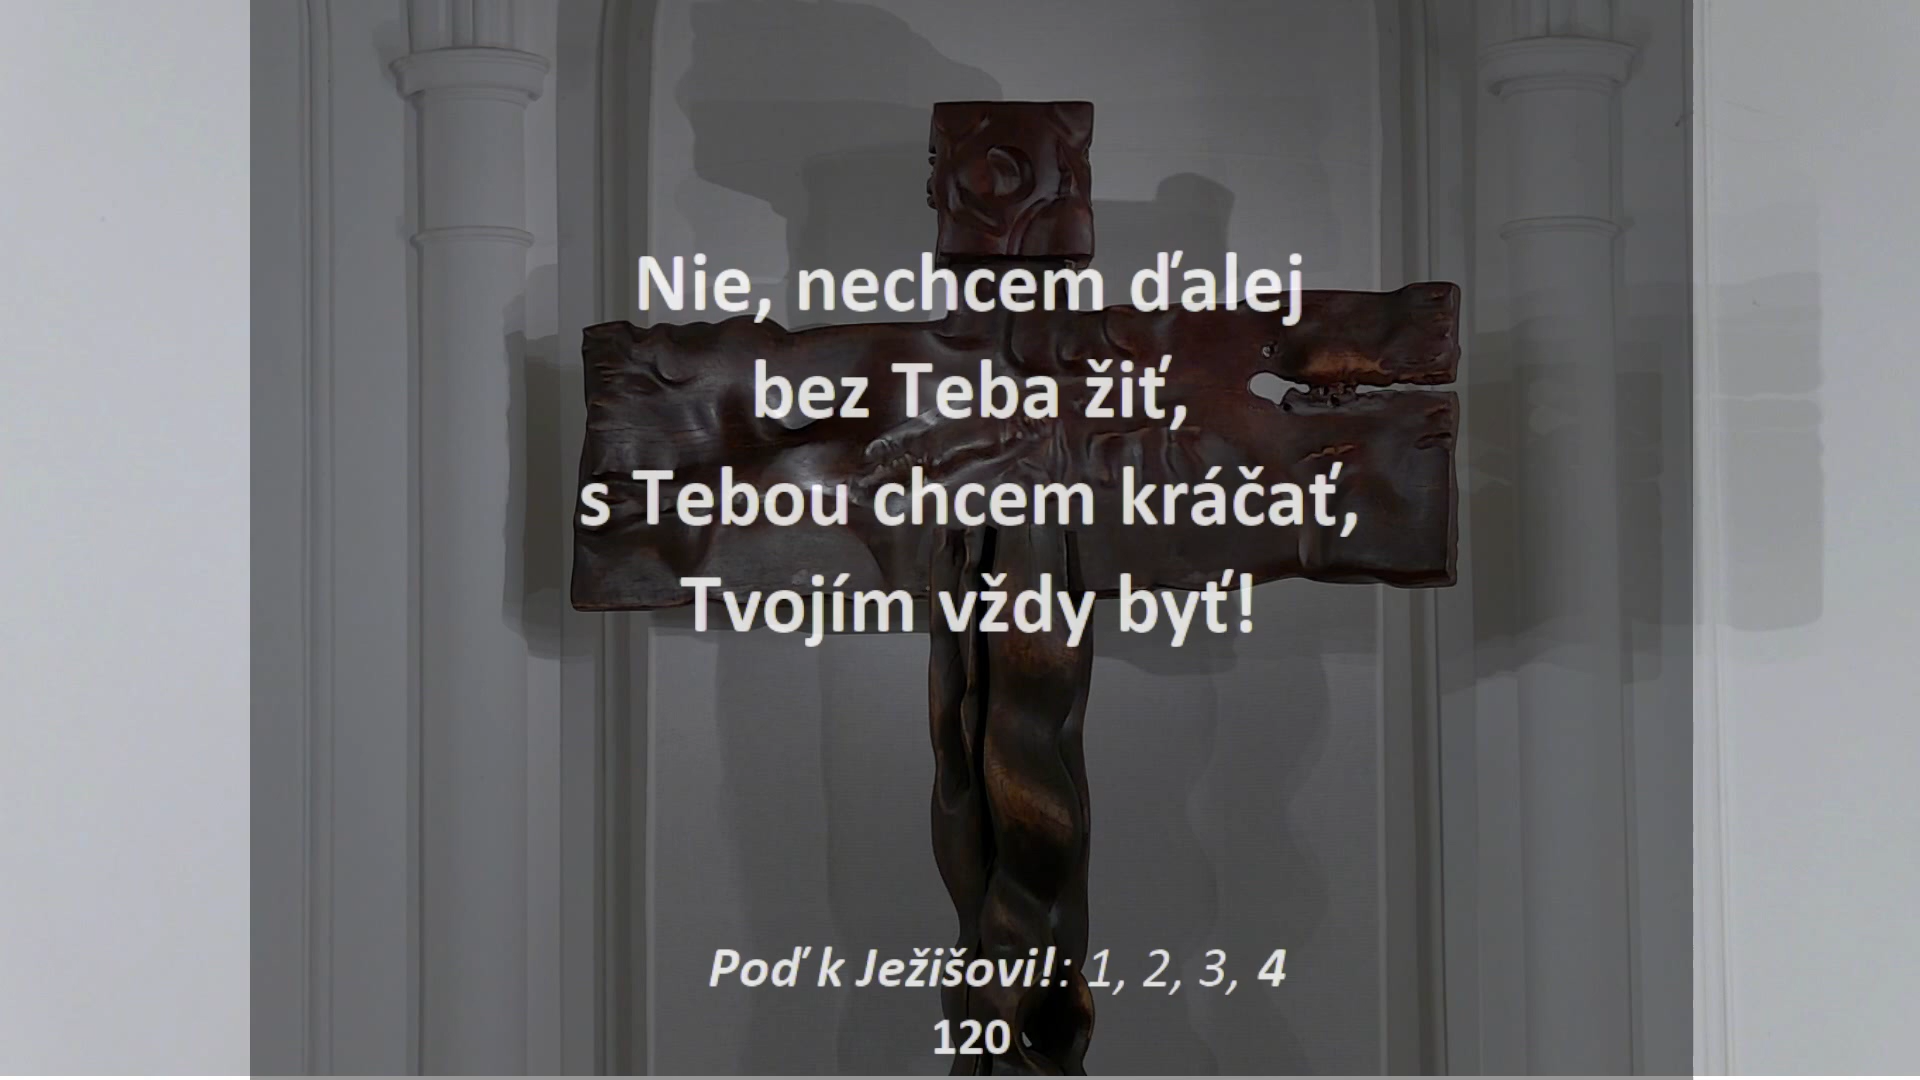 Nie, nechcem ďalej
bez Teba žiť,
s Tebou chcem kráčať,
Tvojím vždy byť!
Poď k Ježišovi!: 1, 2, 3, 4
120